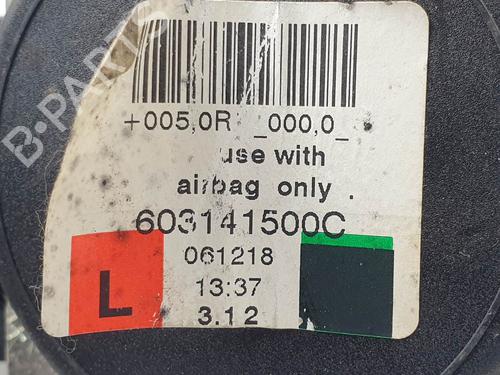 B-PARTS
+005,0R _000,0_
use with
airbag only .
603141500C
061218
L
13:37
3.12